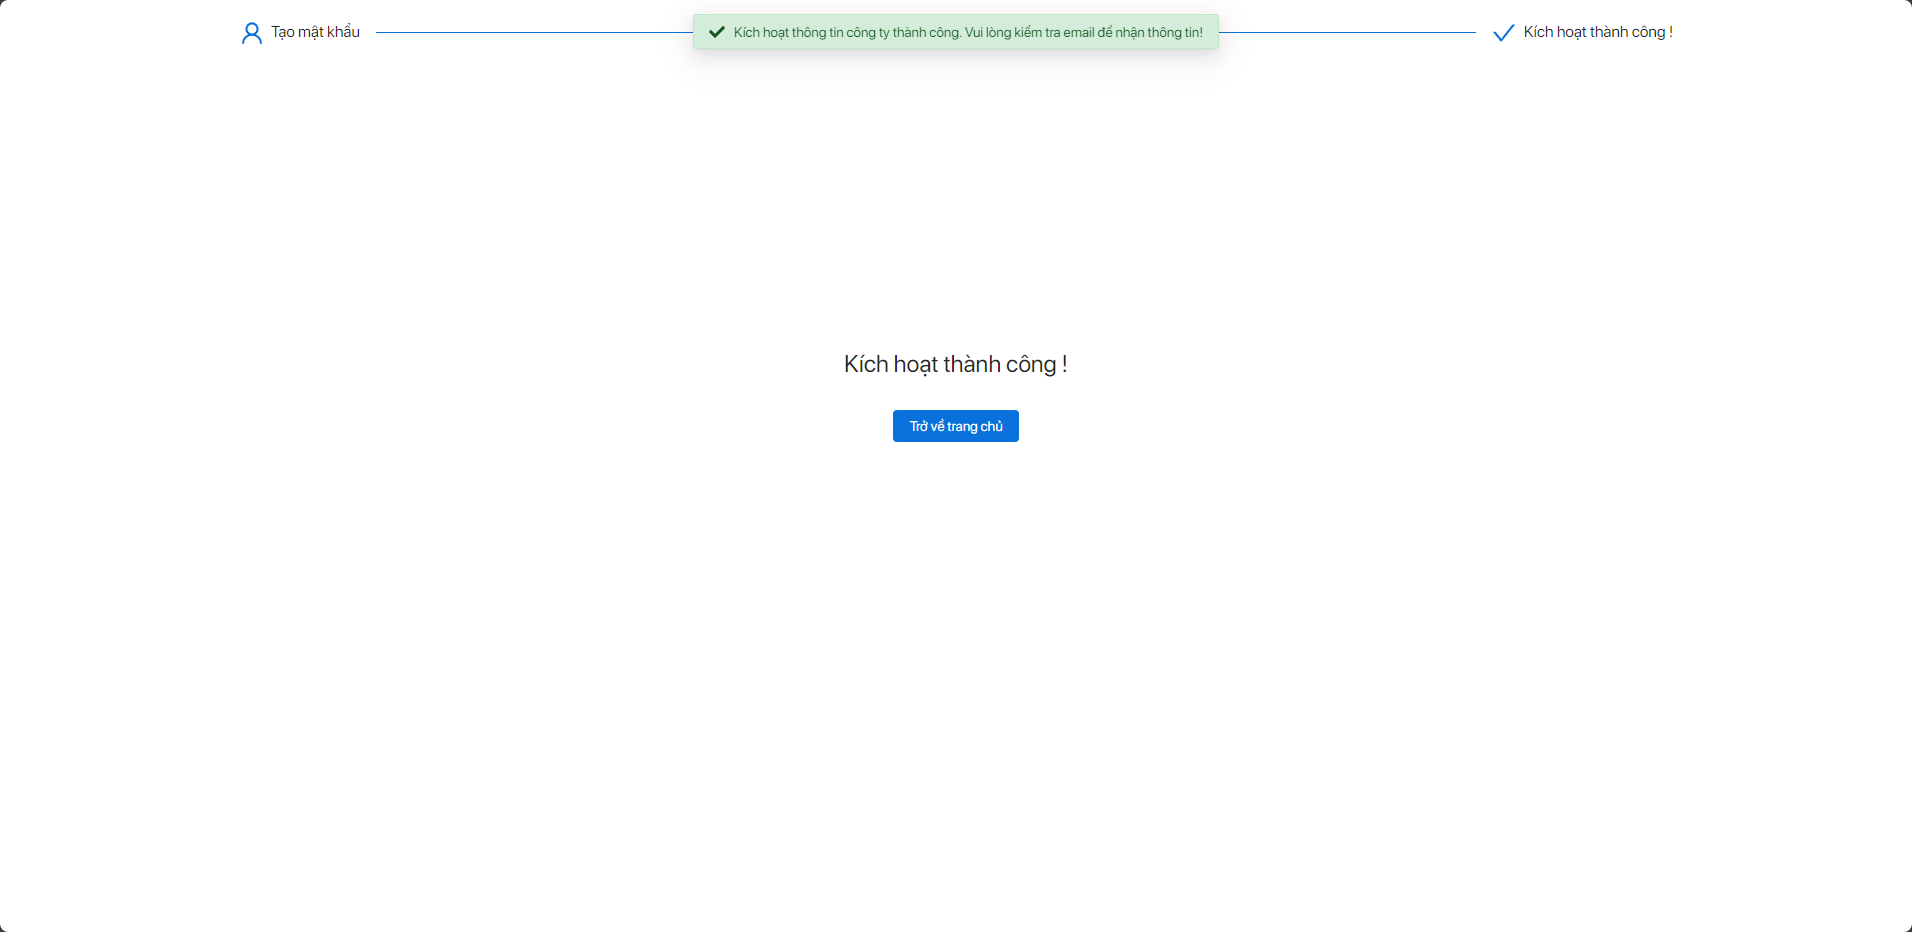 Tạo mật khẩu
Kích hoạt thông tin công ty thành công. Vui lòng kiểm tra email để nhận thông tin!
Kích hoạt thành công !
Kích hoạt thành công !
Trở về trang chủ